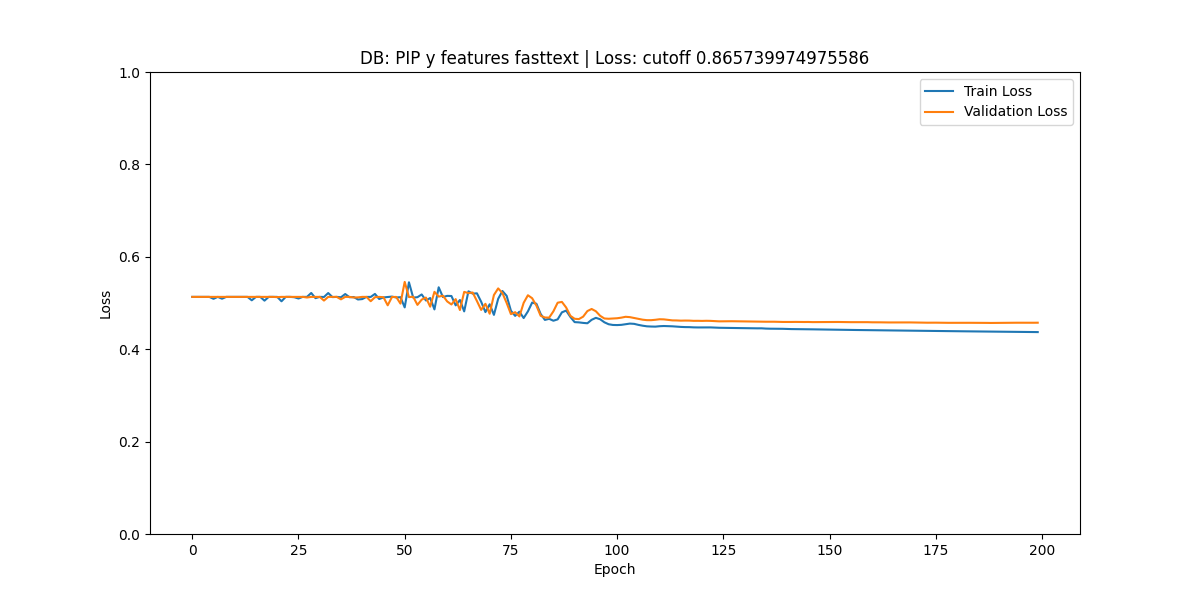 DB: PIP y features fasttext | Loss: cutoff 0.865739974975586
Train Loss
Validation Loss
1.0
0.8
0.6
0.4
0.2
0.0
Loss
0 25 50 75 100 125 150 175 200
Epoch